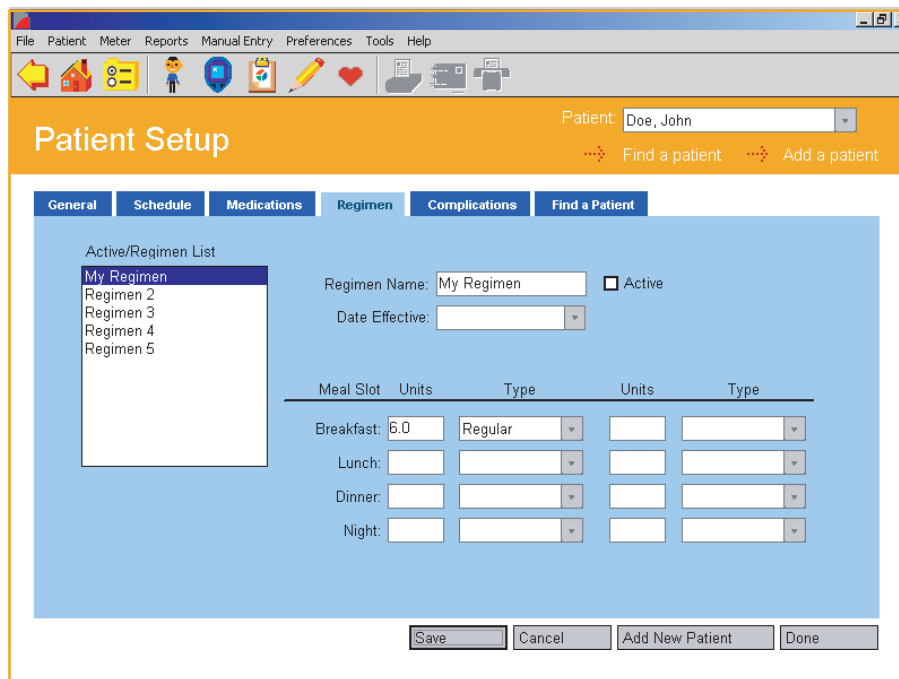 File Patient Meter Reports Manual Entry Preferences Tools Help
Patient: Doe, John
Patient Setup
Find a patient Add a patient
General Schedule Medications Regimen Complications Find a Patient
Active/Regimen List
My Regimen
Regimen 2
Regimen 3
Regimen 4
Regimen 5
Regimen Name: My Regimen Active
Date Effective:
Meal Slot Units Type Units Type
Breakfast: 6.0 Regular
Lunch:
Dinner:
Night:
Save Cancel Add New Patient Done